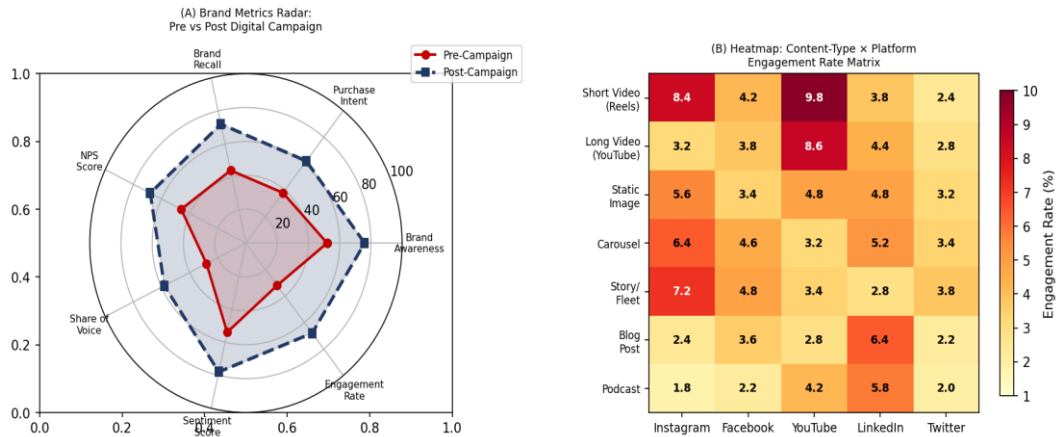 (A) Brand Metrics Radar:
Pre vs Post Digital Campaign
Pre-Campaign
Post-Campaign
Brand
Recall
Purchase
Intent
NPS
Score
Brand
Awareness
Share of
Voice
Sentiment
Score
Engagement
Rate
20
40
60
80
100
1.0
0.8
0.6
0.4
0.2
0.0
0.0 0.2 0.4 0.6 0.8 1.0
(B) Heatmap: Content-Type × Platform
Engagement Rate Matrix
Short Video
(Reels)
8.4 4.2 9.8 3.8 2.4
Long Video
(YouTube)
3.2 3.8 8.6 4.4 2.8
Static
Image
5.6 3.4 4.8 4.8 3.2
Carousel
6.4 4.6 3.2 5.2 3.4
Story/
Fleet
7.2 4.8 3.4 2.8 3.8
Blog
Post
2.4 3.6 2.8 6.4 2.2
Podcast
1.8 2.2 4.2 5.8 2.0
Instagram Facebook YouTube LinkedIn Twitter
10
9
8
7
6
5
4
3
2
1
Engagement Rate (%)